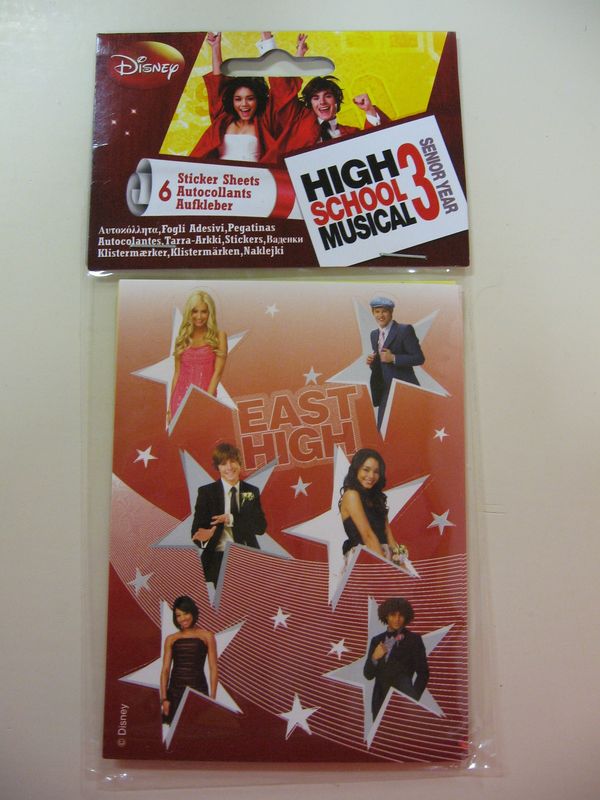 Disney
6 Sticker Sheets
Autocollants
Aufkleber
HIGH
SCHOOL
MUSICAL
3
SENIOR YEAR
Αυτοκόλλητα,Fogli Adesivi,Pegatinas
Autocolantes,Tarra-Arkki,Stickers,Ваденки
Klistermærker,Klistermärken,Naklejki
EAST
HIGH
© Disney